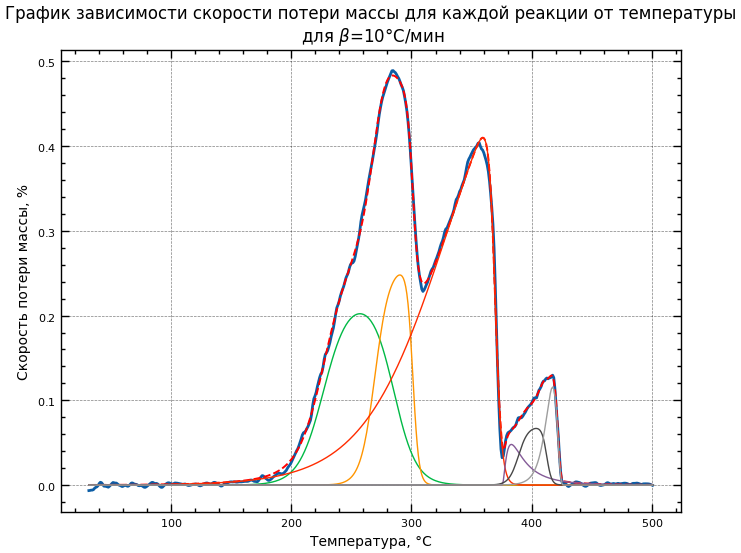 График зависимости скорости потери массы для каждой реакции от температуры
для β=10°C/мин
Скорость потери массы, %
0.5
0.4
0.3
0.2
0.1
0.0
100 200 300 400 500
Температура, °C